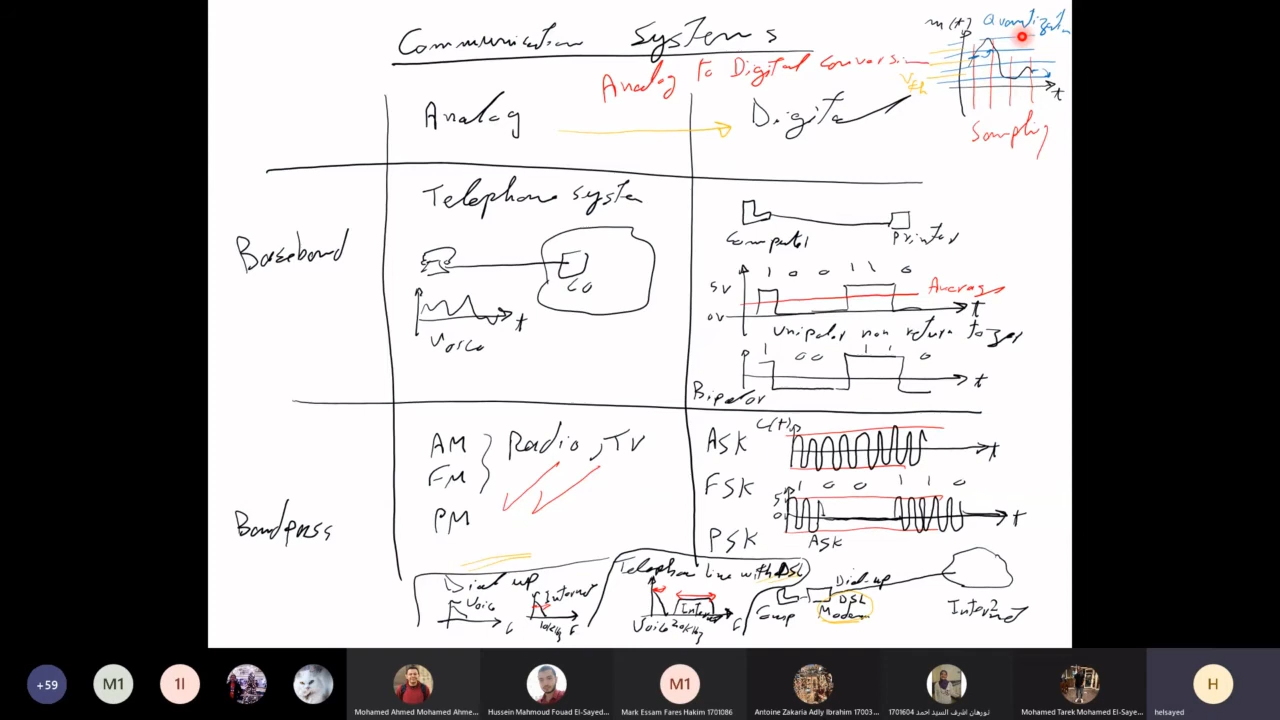 Communication Systems
m(t) Quantization
Analog to Digital Conversion
Vth
t
Sampling
Analog
Digital
Baseband
Telephone system
CO
t
Voice
Computer
Printer
1 0 0 1 1 0
5V
Average
0V
t
Unipolar non return to zero
1 0 0 1 1 0
t
Bipolar
Bandpass
AM
FM
PM
Radio, TV
ASK
FSK
PSK
C(t)
t
1 0 0 1 1 0
5V
0V
t
ASK
Dial up
Voice
Internet
10kHz F
Telephone line with DSL
Voice 20kHz
Dial-up
DSL
Modem
Comp
Internet
+59
M1
1I
Mohamed Ahmed Mohamed Ahme...
Hussein Mahmoud Fouad El-Sayed...
M1
Mark Essam Fares Hakim 1701086
Antoine Zakaria Adly Ibrahim 17003...
نورهان اشرف السيد احمد 1701604
Mohamed Tarek Mohamed El-Saye...
H
helsayed